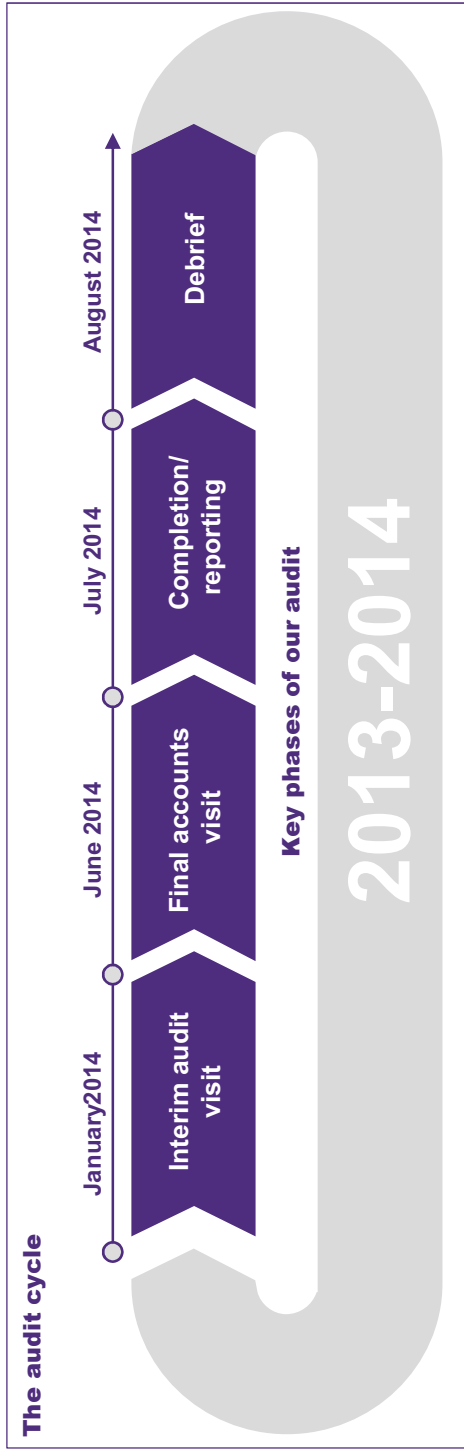 The audit cycle
January2014
June 2014
July 2014
August 2014
Interim audit
visit
Final accounts
visit
Completion/
reporting
Debrief
Key phases of our audit
2013-2014